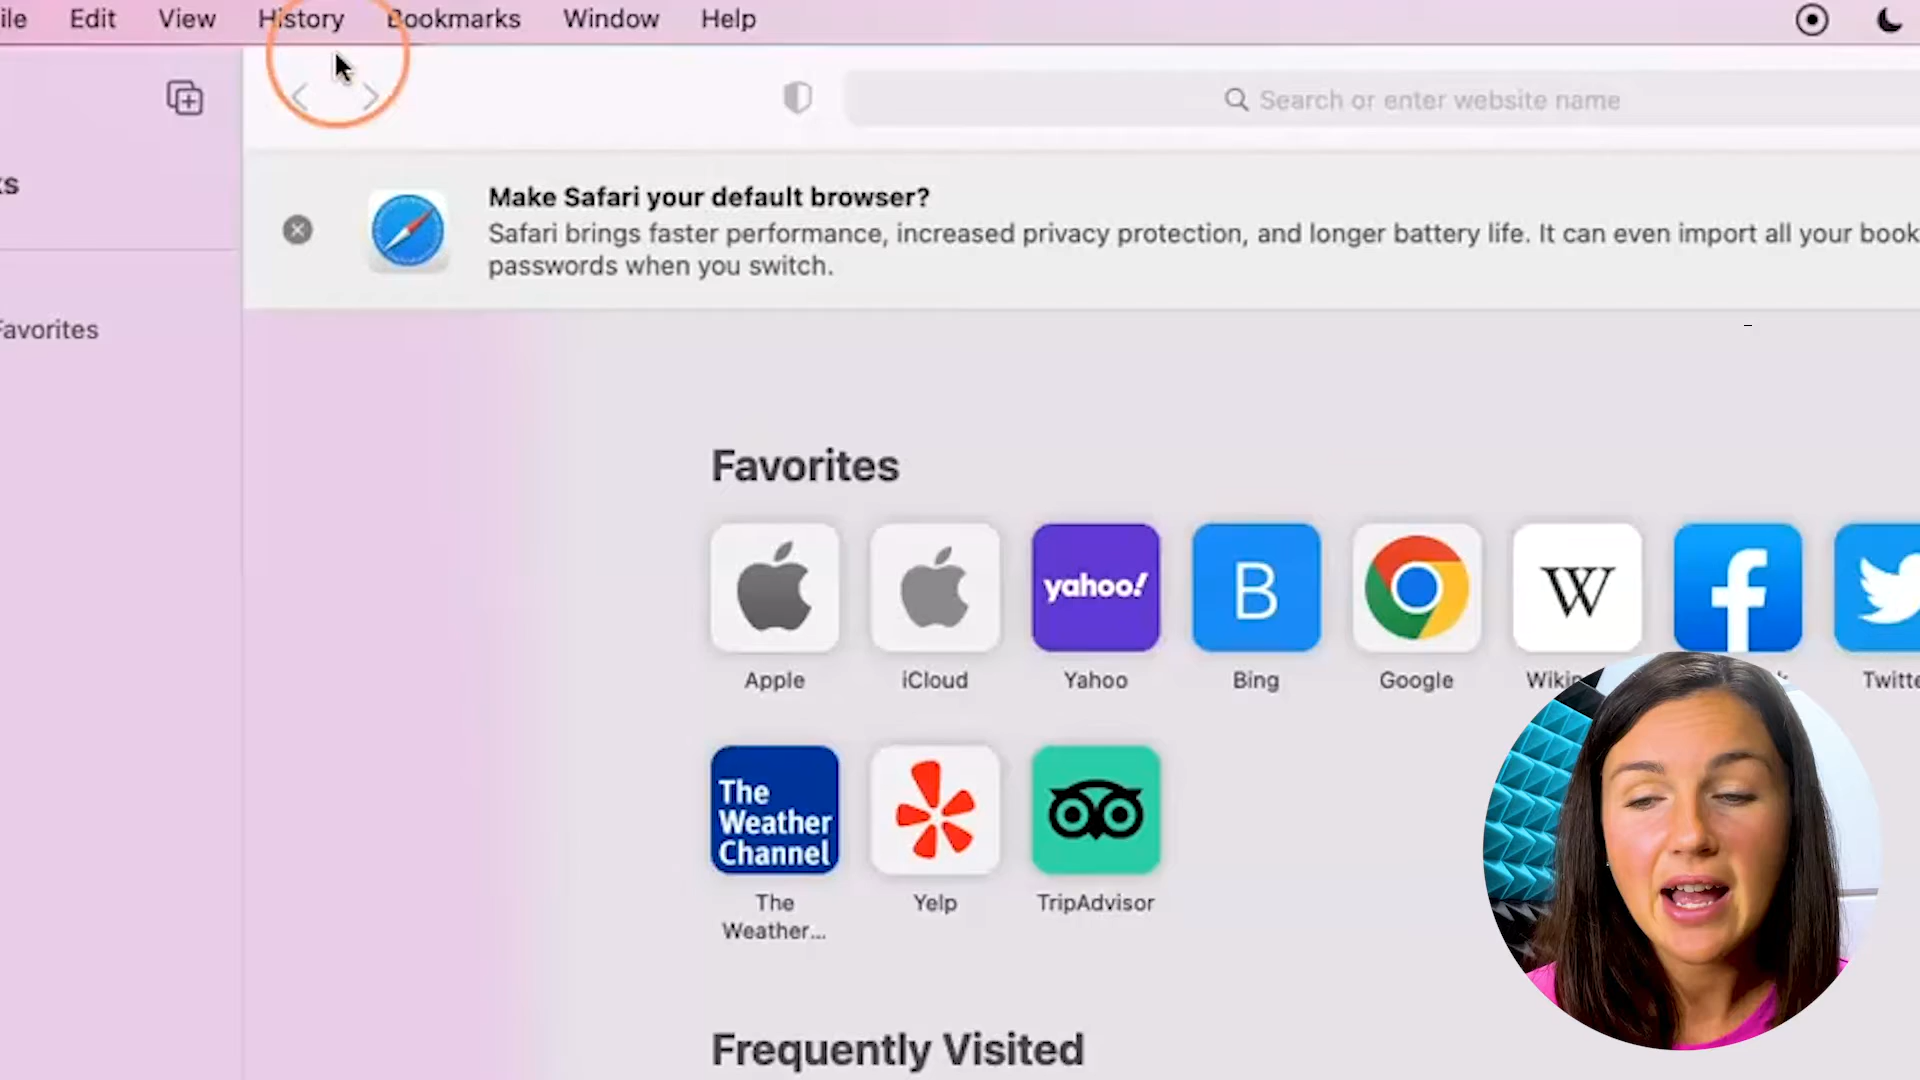 ile Edit View History Bookmarks Window Help
Search or enter website name
ks
Make Safari your default browser?
Safari brings faster performance, increased privacy protection, and longer battery life. It can even import all your book
passwords when you switch.
Favorites
Favorites
yahoo!
B
W
f
Apple iCloud Yahoo Bing Google Wikip k Twitte
The
Weather
Channel
The
Weather...
Yelp
TripAdvisor
Frequently Visited